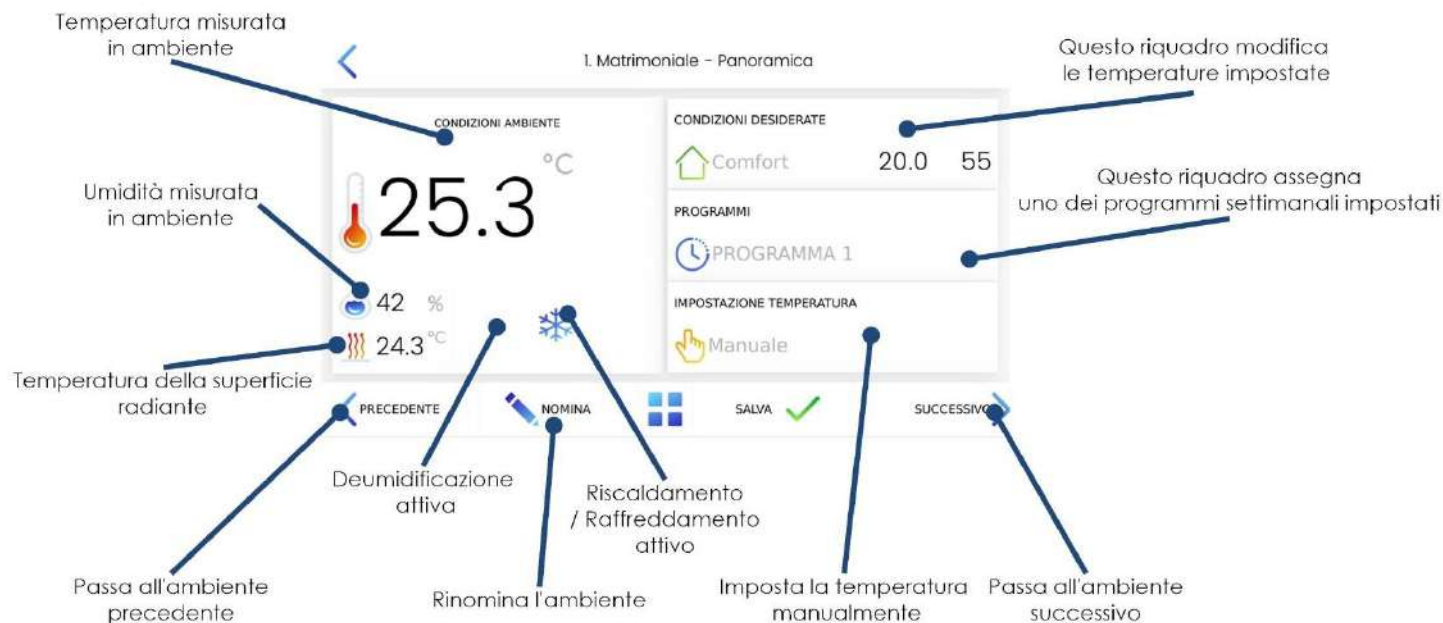 Temperatura misurata
in ambiente
1. Matrimoniale - Panoramica
Questo riquadro modifica
le temperature impostate
CONDIZIONI AMBIENTE
°C
25.3
CONDIZIONI DESIDERATE
Comfort 20.0 55
Umidità misurata
in ambiente
Questo riquadro assegna
uno dei programmi settimanali impostati
PROGRAMMI
PROGRAMMA 1
42 %
24.3 °C
IMPOSTAZIONE TEMPERATURA
Manuale
Temperatura della superficie
radiante
PRECEDENTE
NOMINA
SALVA
SUCCESSIVO
Deumidificazione
attiva
Riscaldamento
/ Raffreddamento
attivo
Passa all'ambiente
precedente
Rinomina l'ambiente
Imposta la temperatura
manualmente
Passa all'ambiente
successivo